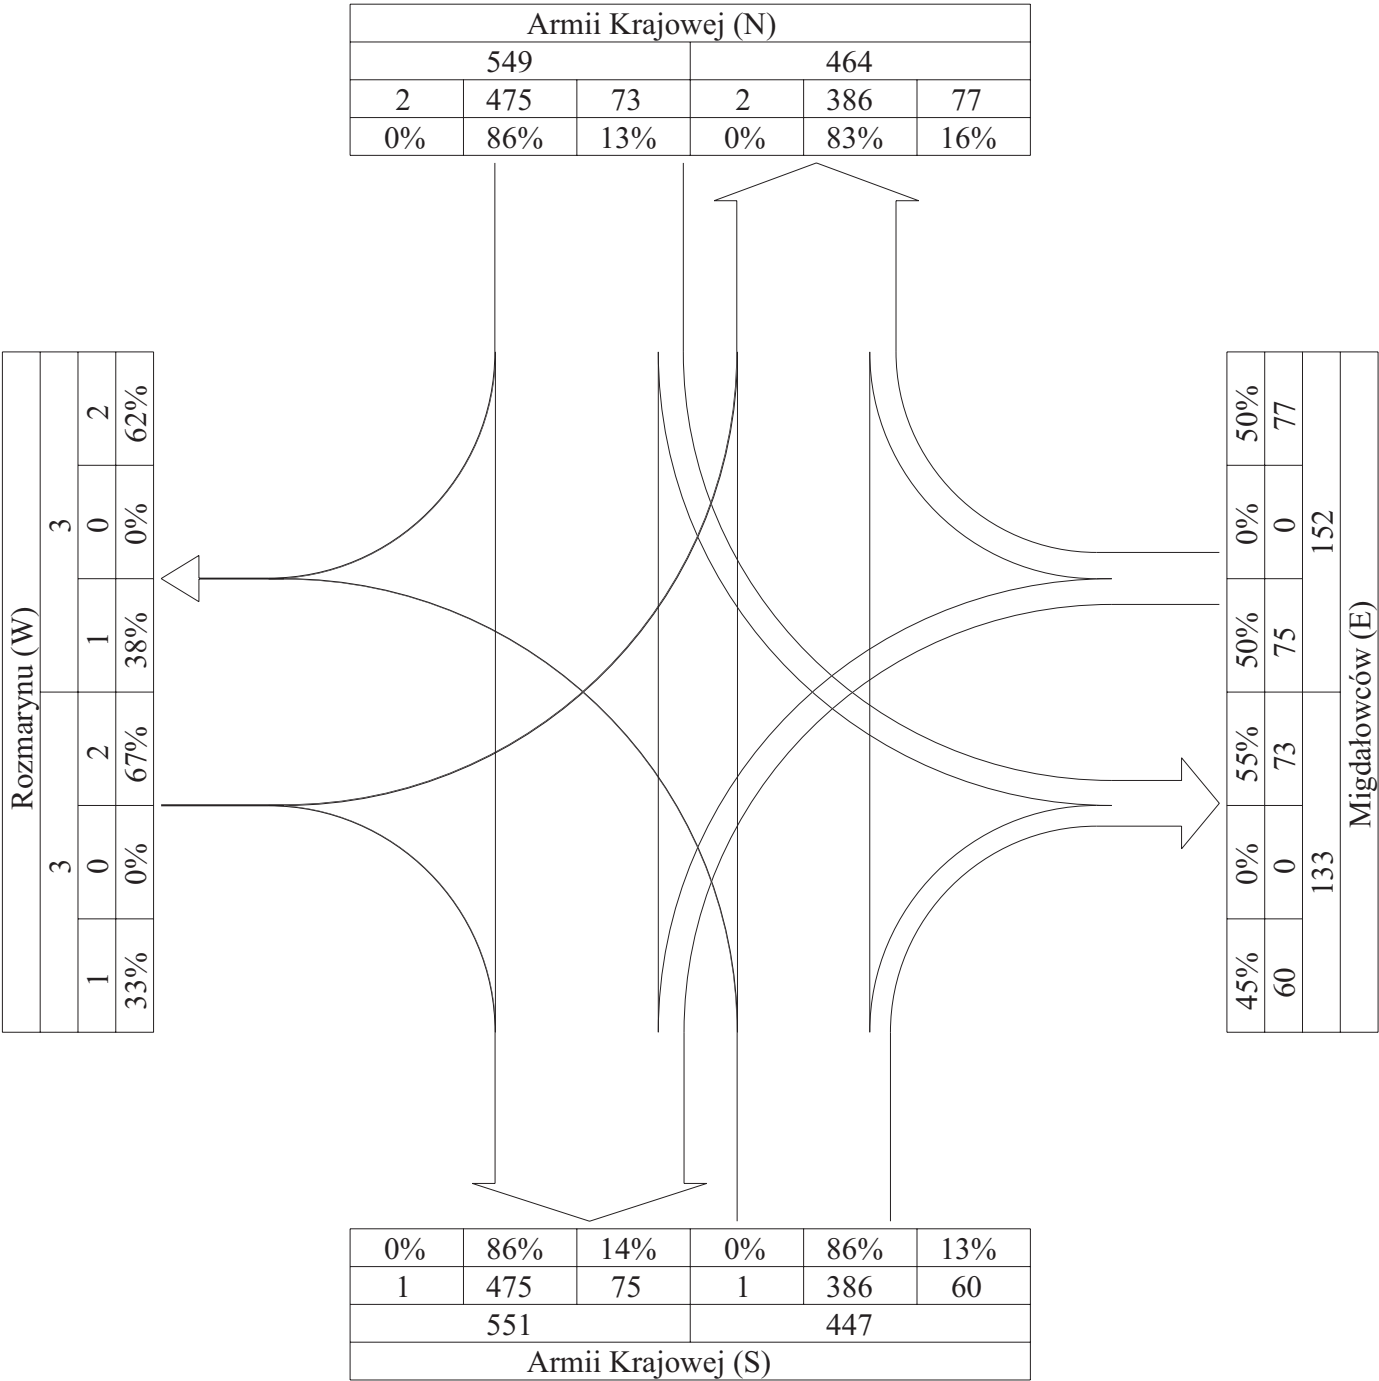 Armii Krajowej (N)
549 464
2 475 73 2 386 77
0% 86% 13% 0% 83% 16%
Rozmarynu (W)
3 3
1 0 2 1 0 2
33% 0% 67% 38% 0% 62%
50% 0% 50% 55% 0% 45%
77 0 75 73 0 60
152 133
Migdałowców (E)
0% 86% 14% 0% 86% 13%
1 475 75 1 386 60
551 447
Armii Krajowej (S)